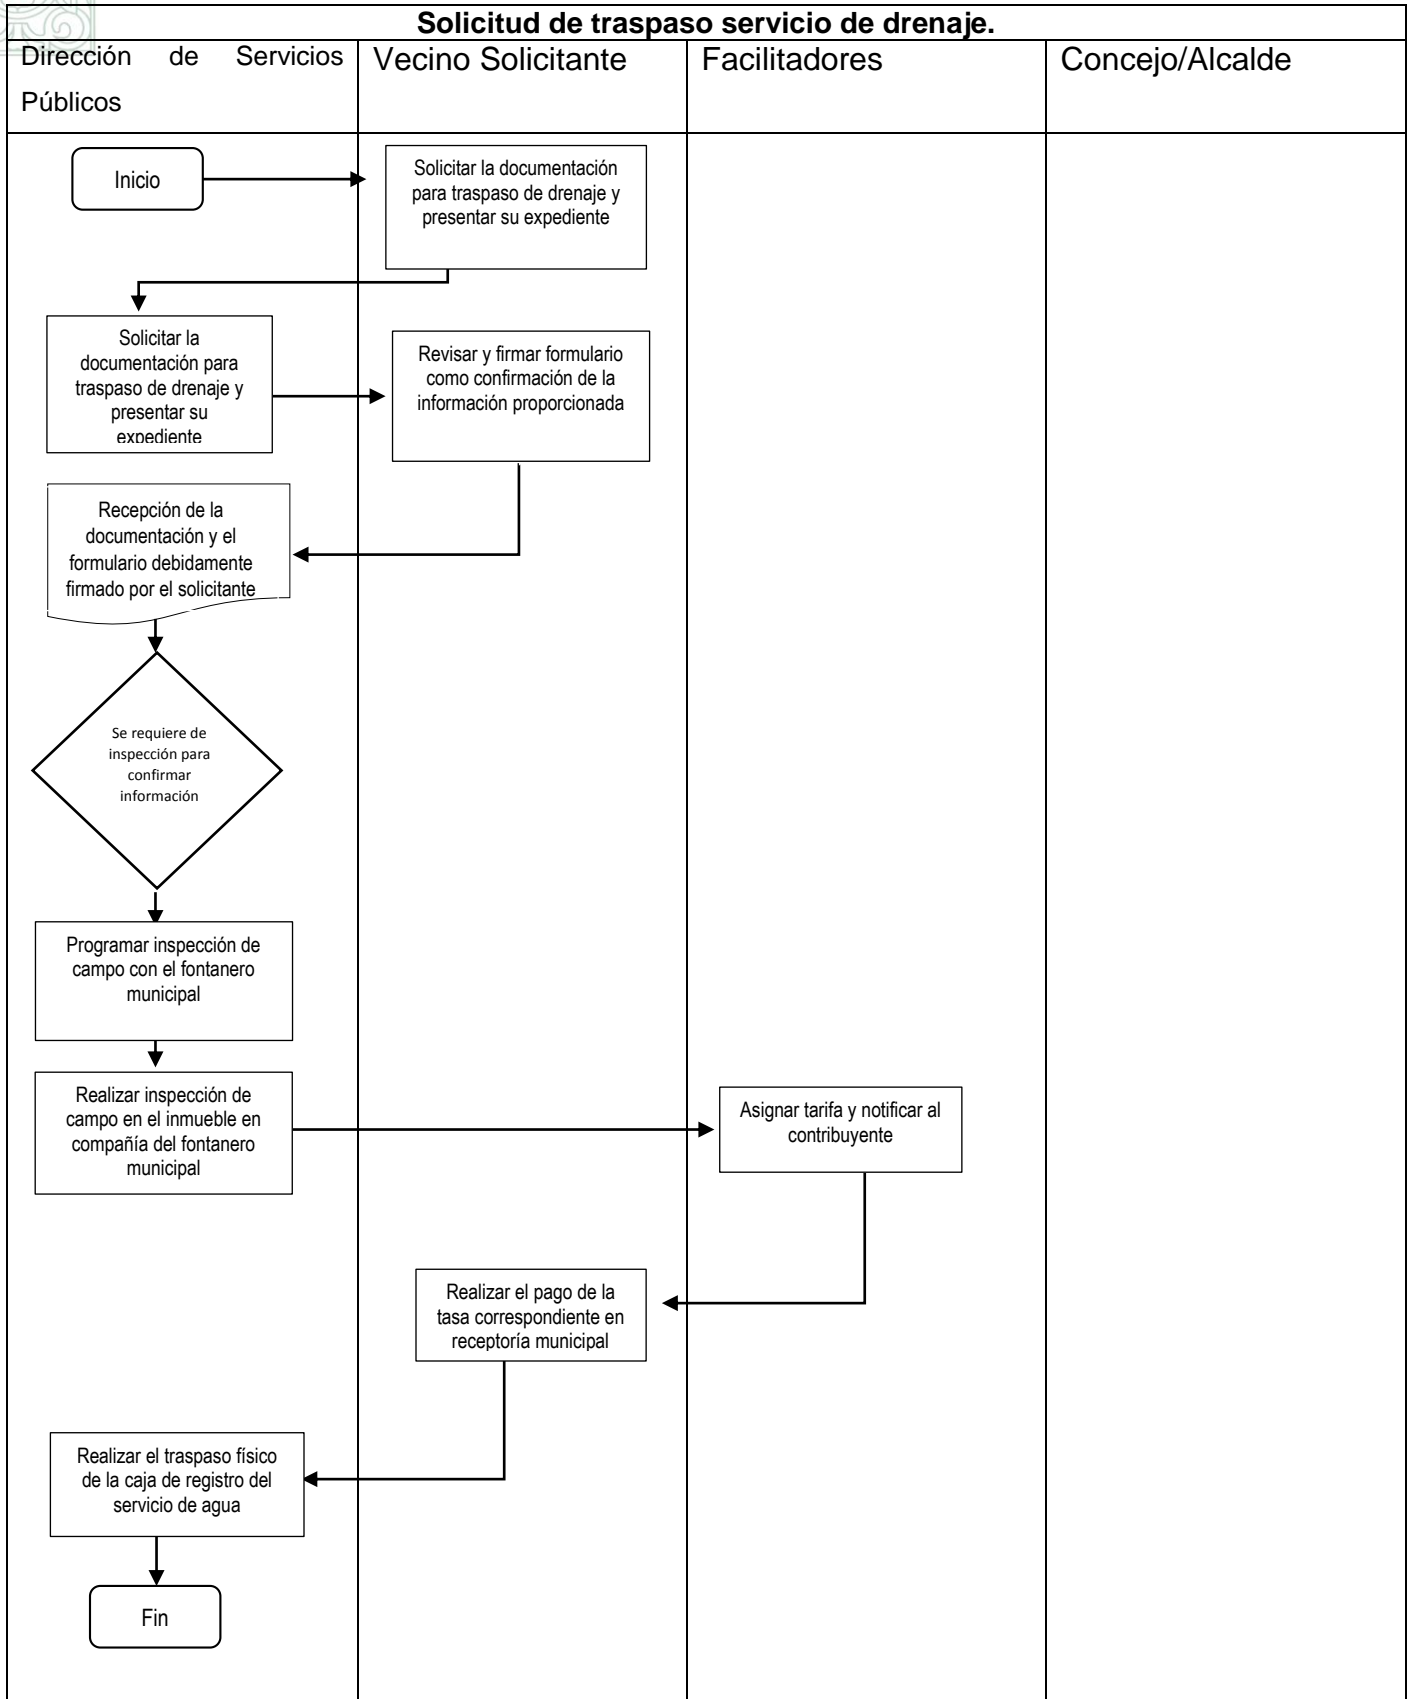 Solicitud de traspaso servicio de drenaje.
Dirección de Servicios
Públicos
Vecino Solicitante
Facilitadores
Concejo/Alcalde
Inicio
Solicitar la documentación
para traspaso de drenaje y
presentar su expediente
Solicitar la
documentación para
traspaso de drenaje y
presentar su
expediente
Revisar y firmar formulario
como confirmación de la
información proporcionada
Recepción de la
documentación y el
formulario debidamente
firmado por el solicitante
Se requiere de
inspección para
confirmar
información
Programar inspección de
campo con el fontanero
municipal
Realizar inspección de
campo en el inmueble en
compañía del fontanero
municipal
Asignar tarifa y notificar al
contribuyente
Realizar el pago de la
tasa correspondiente en
receptoría municipal
Realizar el traspaso físico
de la caja de registro del
servicio de agua
Fin